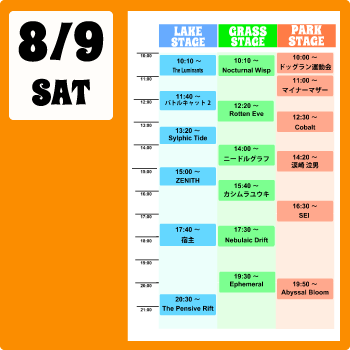 8/9
SAT
LAKE STAGE
GRASS STAGE
PARK STAGE
10:00
11:00
12:00
13:00
14:00
15:00
16:00
17:00
18:00
19:00
20:00
21:00
10:10 ～
The Luminants
11:40 ～
バトルキャット2
13:20 ～
Sylphic Tide
15:00 ～
ZENITH
17:40 ～
宿主
20:30 ～
The Pensive Rift
10:10 ～
Nocturnal Wisp
12:20 ～
Rotten Eve
14:00 ～
ニードルグラフ
15:40 ～
カシムラユウキ
17:30 ～
Nebulaic Drift
19:30 ～
Ephemeral
10:00 ～
ドッグラン運動会
11:00 ～
マイナーマザー
12:30 ～
Cobalt
14:20 ～
涙崎 泣男
16:30 ～
SEI
19:50 ～
Abyssal Bloom